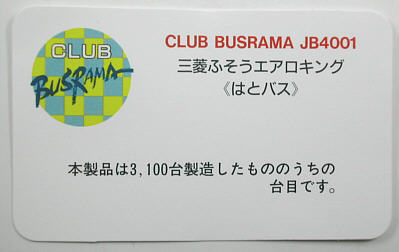 CLUB
BUSRAMA
CLUB BUSRAMA JB4001
三菱ふそうエアロキング
《はとバス》
本製品は3,100台製造したもののうちの
台目です。